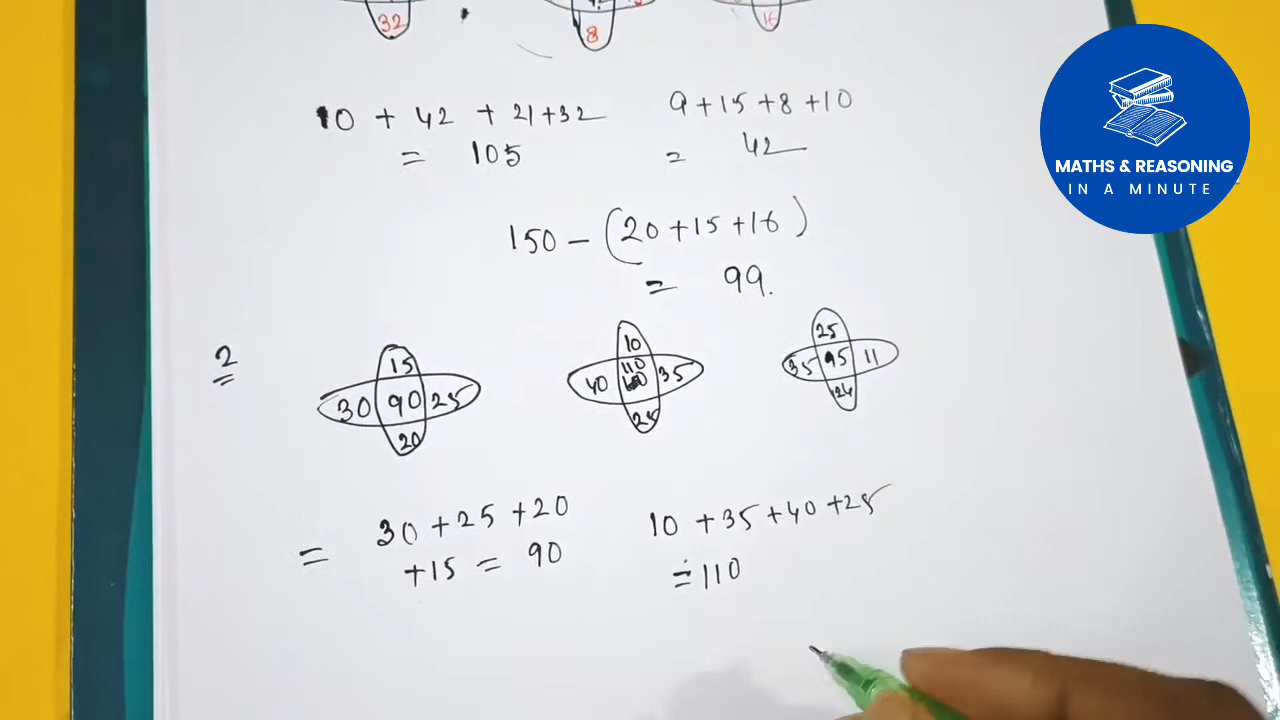 32
8
16
10 + 42 + 21 + 32
= 105
9 + 15 + 8 + 10
= 42
150 - (20 + 15 + 16)
= 99.
2
15
30 90 25
20
10
40 110 35
25
25
35 95 11
24
= 30 + 25 + 20
+ 15 = 90
10 + 35 + 40 + 25
= 110
MATHS & REASONING
IN A MINUTE